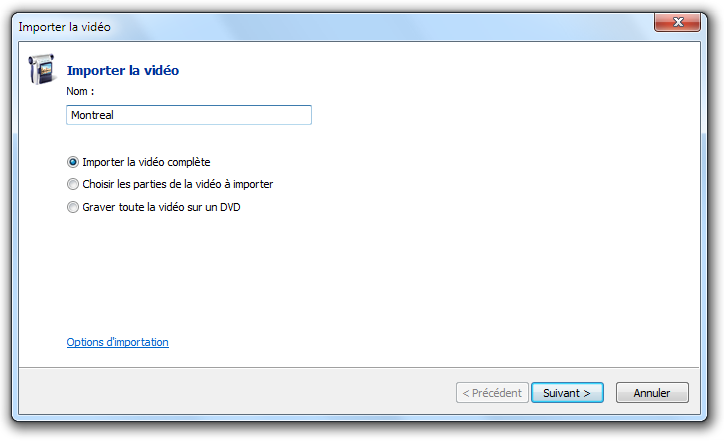 Importer la vidéo
Importer la vidéo
Nom :
Montreal
Importer la vidéo complète
Choisir les parties de la vidéo à importer
Graver toute la vidéo sur un DVD
Options d'importation
< Précédent Suivant > Annuler